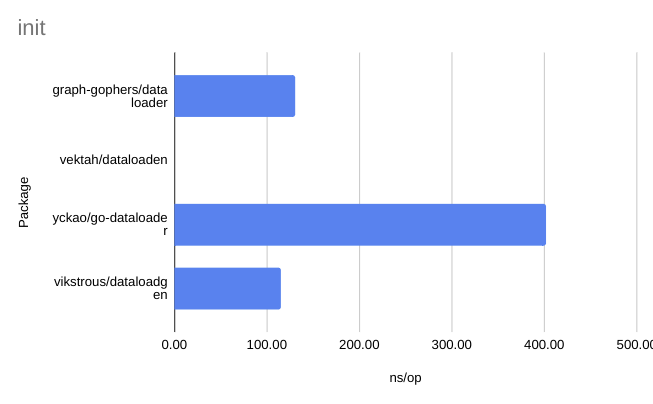 init
graph-gophers/data
loader
vektah/dataloaden
yckao/go-dataloade
r
vikstrous/dataloadg
en
Package
0.00 100.00 200.00 300.00 400.00 500.00
ns/op